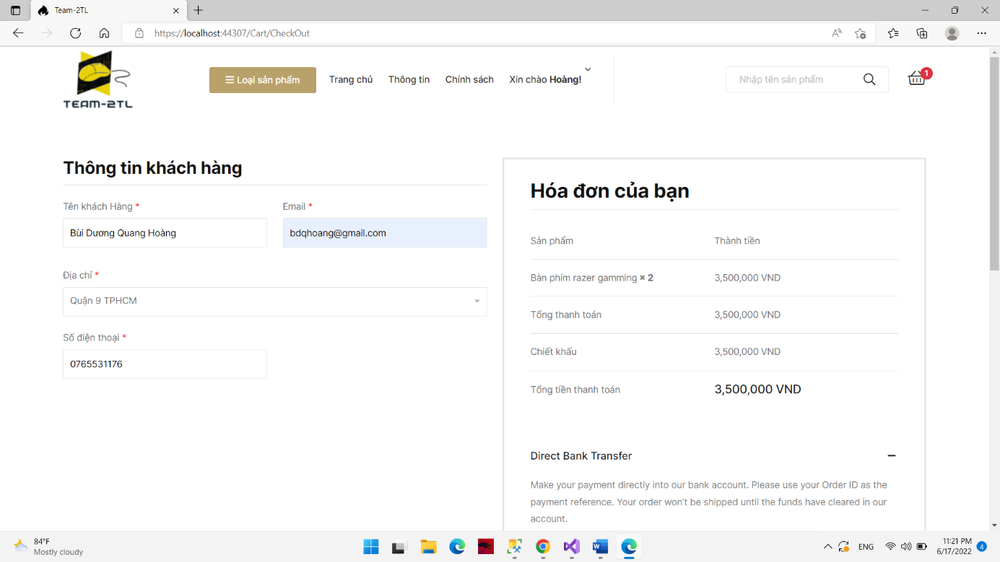 Team-2TL
https://localhost:44307/Cart/CheckOut
TEAM-2TL
Loại sản phẩm
Trang chủ
Thông tin
Chính sách
Xin chào Hoàng!
Nhập tên sản phẩm
1
Thông tin khách hàng
Tên khách Hàng *
Email *
Bùi Dương Quang Hoàng
bdqhoang@gmail.com
Địa chỉ *
Quận 9 TPHCM
Số điện thoại *
0765531176
Hóa đơn của bạn
Sản phẩm Thành tiền
Bàn phím razer gamming × 2 3,500,000 VND
Tổng thanh toán 3,500,000 VND
Chiết khấu 3,500,000 VND
Tổng tiền thanh toán 3,500,000 VND
Direct Bank Transfer
Make your payment directly into our bank account. Please use your Order ID as the
payment reference. Your order won't be shipped until the funds have cleared in our
account.
84°F
Mostly cloudy
ENG
11:21 PM
6/17/2022
4